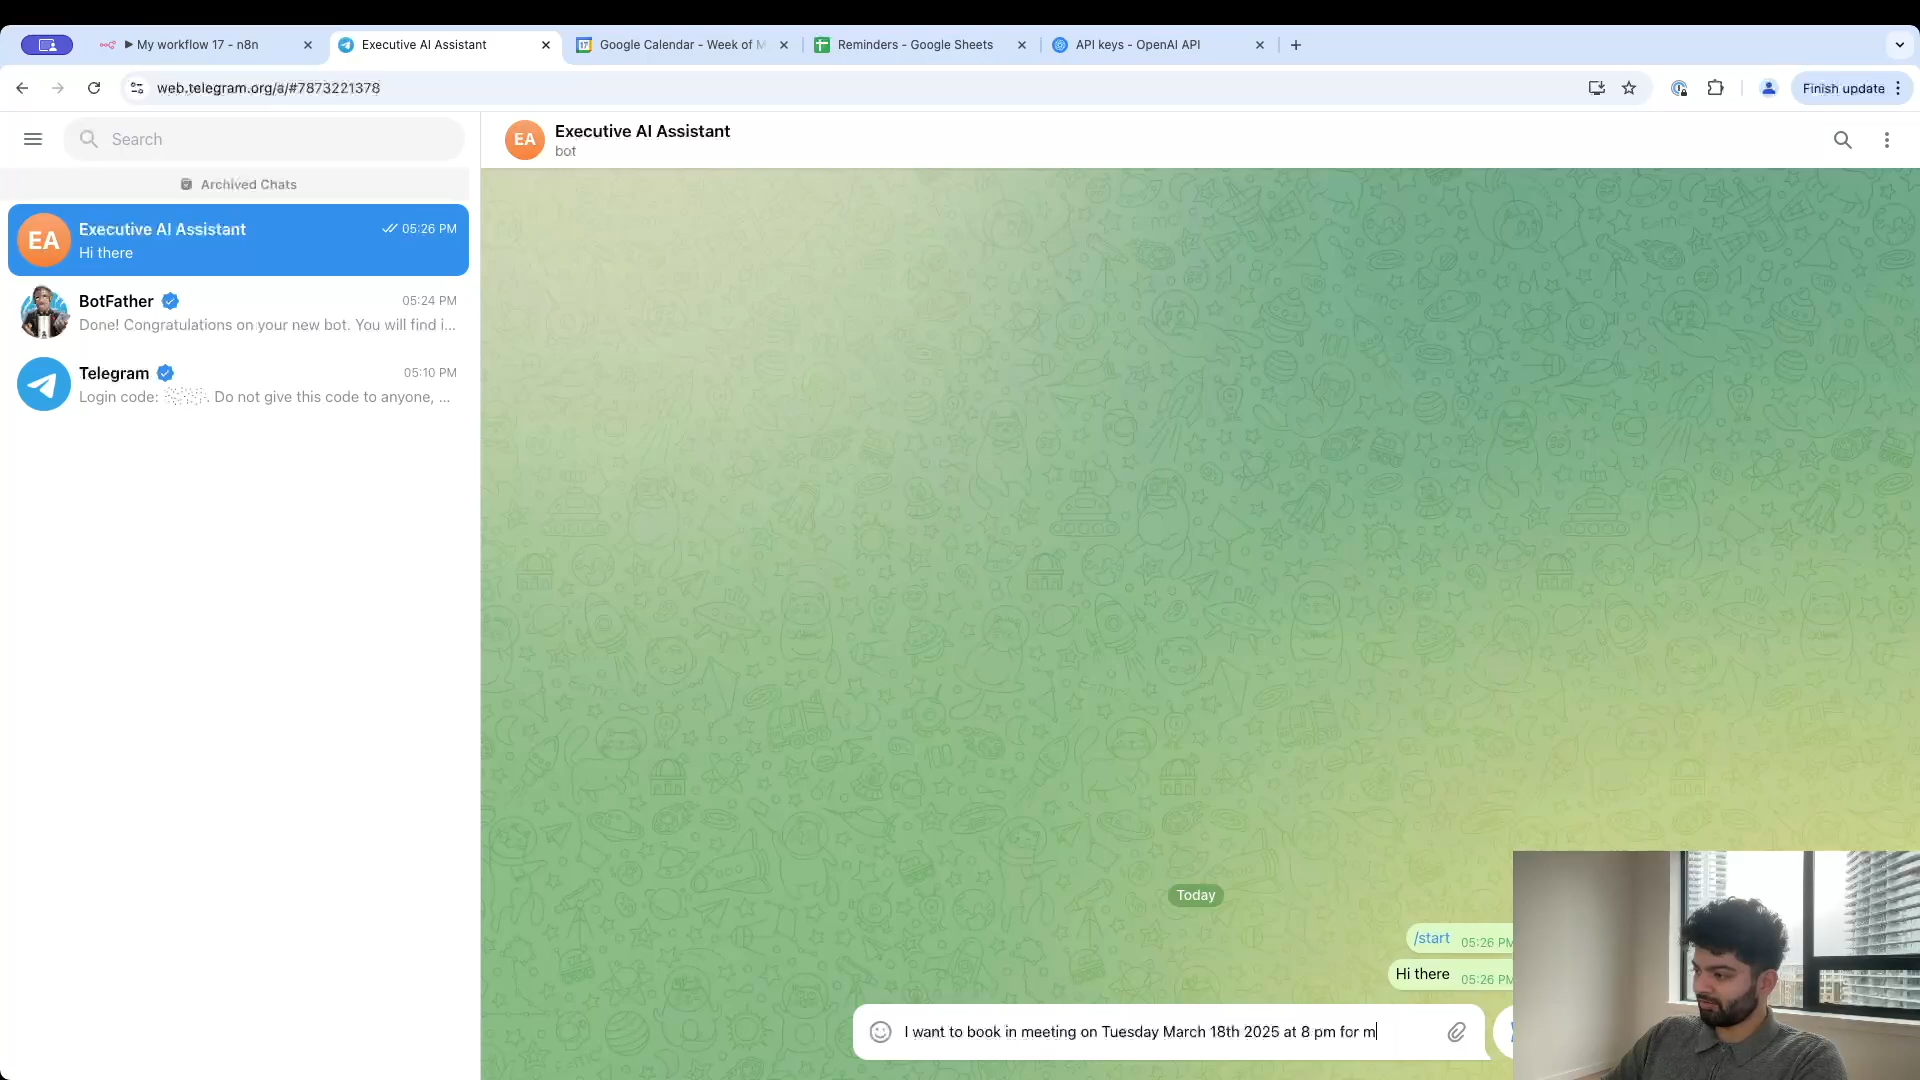 My workflow 17 - n8n
Executive AI Assistant
Google Calendar - Week of M
Reminders - Google Sheets
API keys - OpenAI API
web.telegram.org/a/#7873221378
Finish update
Search
Archived Chats
EA
Executive AI Assistant
05:26 PM
Hi there
BotFather
05:24 PM
Done! Congratulations on your new bot. You will find i...
Telegram
05:10 PM
Login code: . Do not give this code to anyone, ...
EA
Executive AI Assistant
bot
Today
/start 05:26 PM
Hi there 05:26 PM
I want to book in meeting on Tuesday March 18th 2025 at 8 pm for m